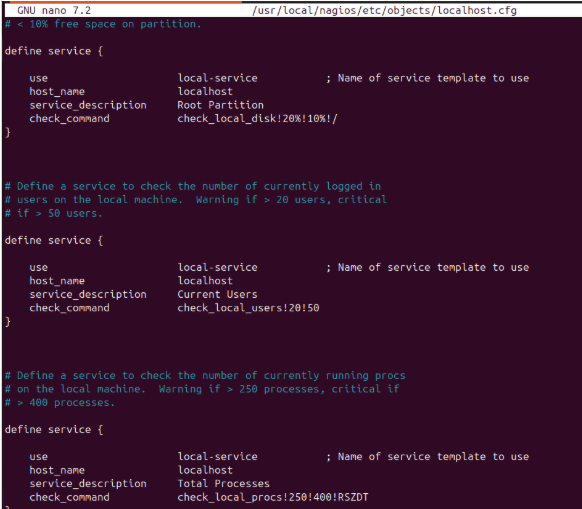 GNU nano 7.2 /usr/local/nagios/etc/objects/localhost.cfg
# < 10% free space on partition.
define service {
use local-service ; Name of service template to use
host_name localhost
service_description Root Partition
check_command check_local_disk!20%!10%!/
}
# Define a service to check the number of currently logged in
# users on the local machine. Warning if > 20 users, critical
# if > 50 users.
define service {
use local-service ; Name of service template to use
host_name localhost
service_description Current Users
check_command check_local_users!20!50
}
# Define a service to check the number of currently running procs
# on the local machine. Warning if > 250 processes, critical if
# > 400 processes.
define service {
use local-service ; Name of service template to use
host_name localhost
service_description Total Processes
check_command check_local_procs!250!400!RSZDT
}